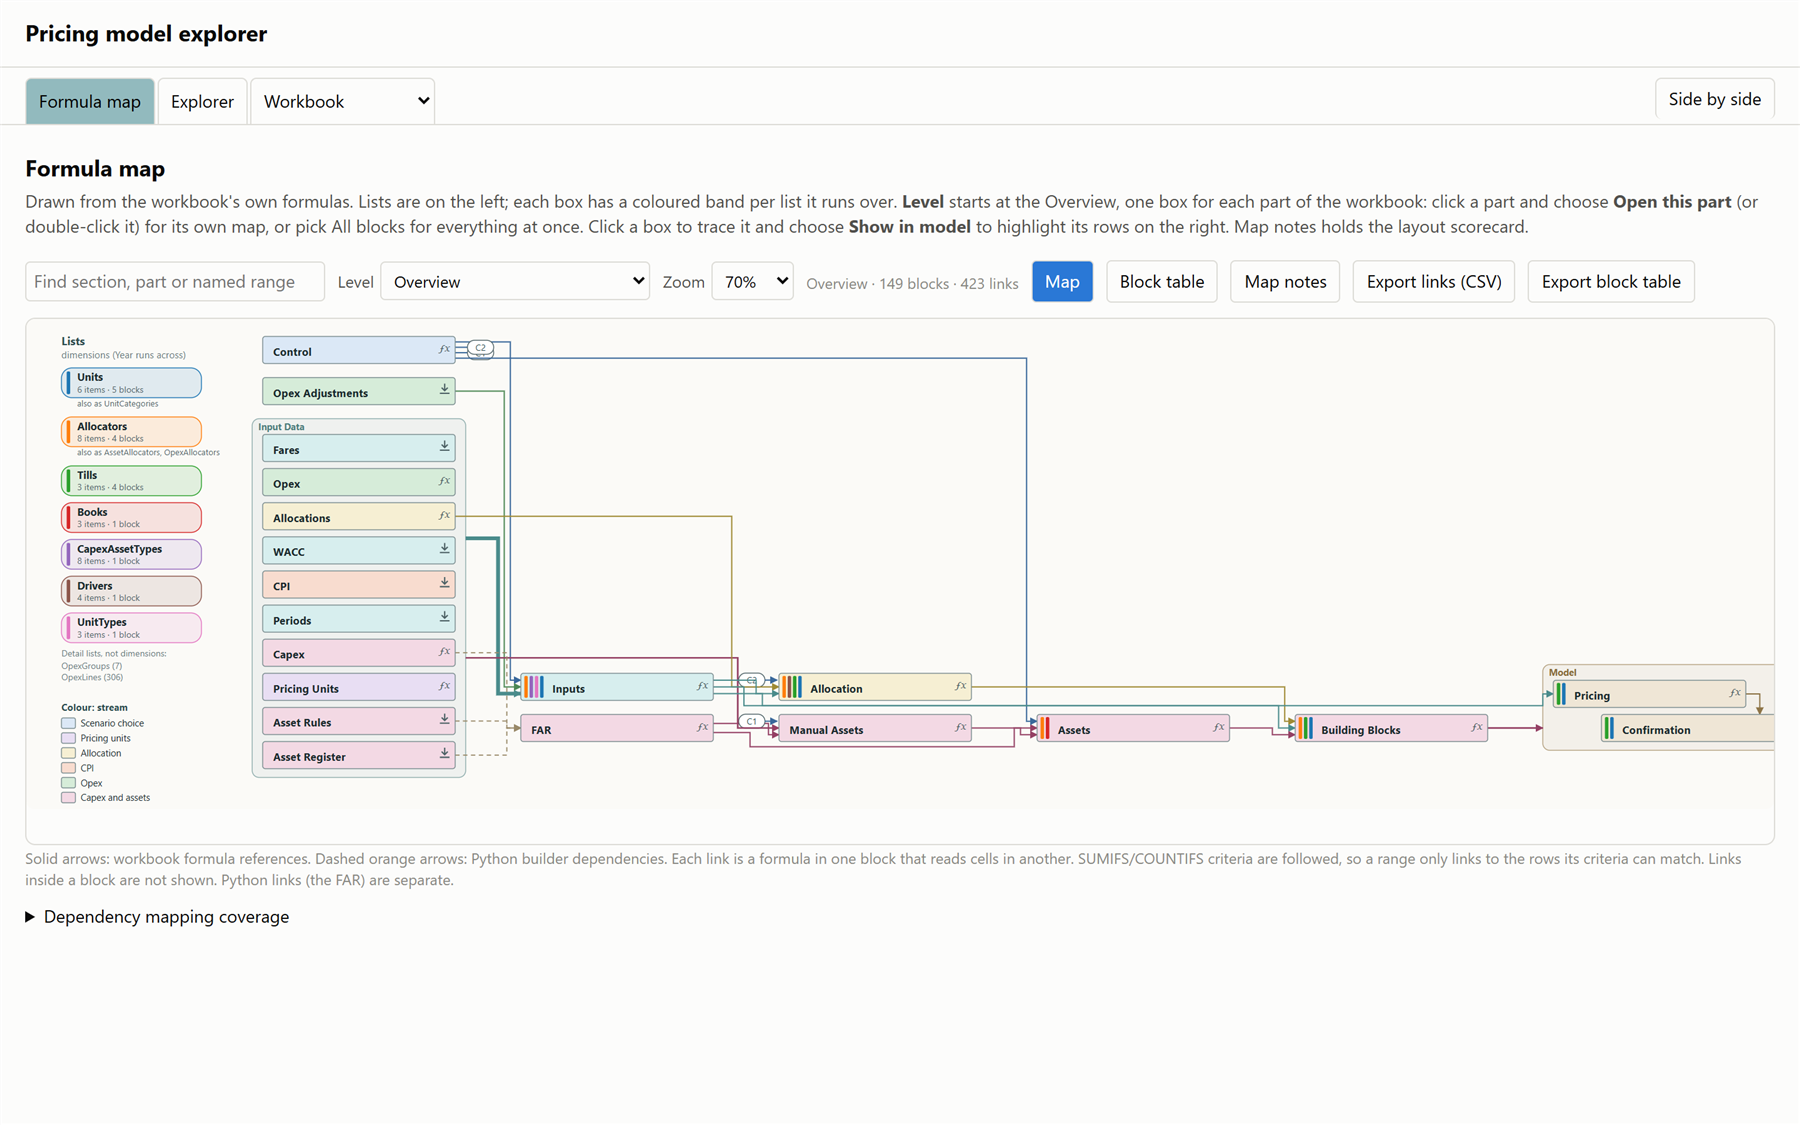 Pricing model explorer
Formula map
Explorer
Workbook
Side by side
Formula map
Drawn from the workbook's own formulas. Lists are on the left; each box has a coloured band per list it runs over. Level starts at the Overview, one box for each part of the workbook: click a part and choose Open this part (or
double-click it) for its own map, or pick All blocks for everything at once. Click a box to trace it and choose Show in model to highlight its rows on the right. Map notes holds the layout scorecard.
Find section, part or named range
Level
Overview
Zoom
70%
Overview · 149 blocks · 423 links
Map
Block table
Map notes
Export links (CSV)
Export block table
Lists
dimensions (Year runs across)
Units
6 items · 5 blocks
also as UnitCategories
Allocators
8 items · 4 blocks
also as AssetAllocators, OpexAllocators
Tills
3 items · 4 blocks
Books
3 items · 1 block
CapexAssetTypes
8 items · 1 block
Drivers
4 items · 1 block
UnitTypes
3 items · 1 block
Detail lists, not dimensions:
OpexGroups (7)
OpexLines (306)
Colour: stream
Scenario choice
Pricing units
Allocation
CPI
Opex
Capex and assets
Control fx
C2
Opex Adjustments
Input Data
Fares
Opex fx
Allocations fx
WACC
CPI
Periods
Capex fx
Pricing Units fx
Asset Rules
Asset Register
Inputs fx
FAR fx
C2
C1
Allocation fx
Manual Assets fx
Assets fx
Building Blocks fx
Model
Pricing fx
Confirmation
Solid arrows: workbook formula references. Dashed orange arrows: Python builder dependencies. Each link is a formula in one block that reads cells in another. SUMIFS/COUNTIFS criteria are followed, so a range only links to the rows its criteria can match. Links
inside a block are not shown. Python links (the FAR) are separate.
Dependency mapping coverage